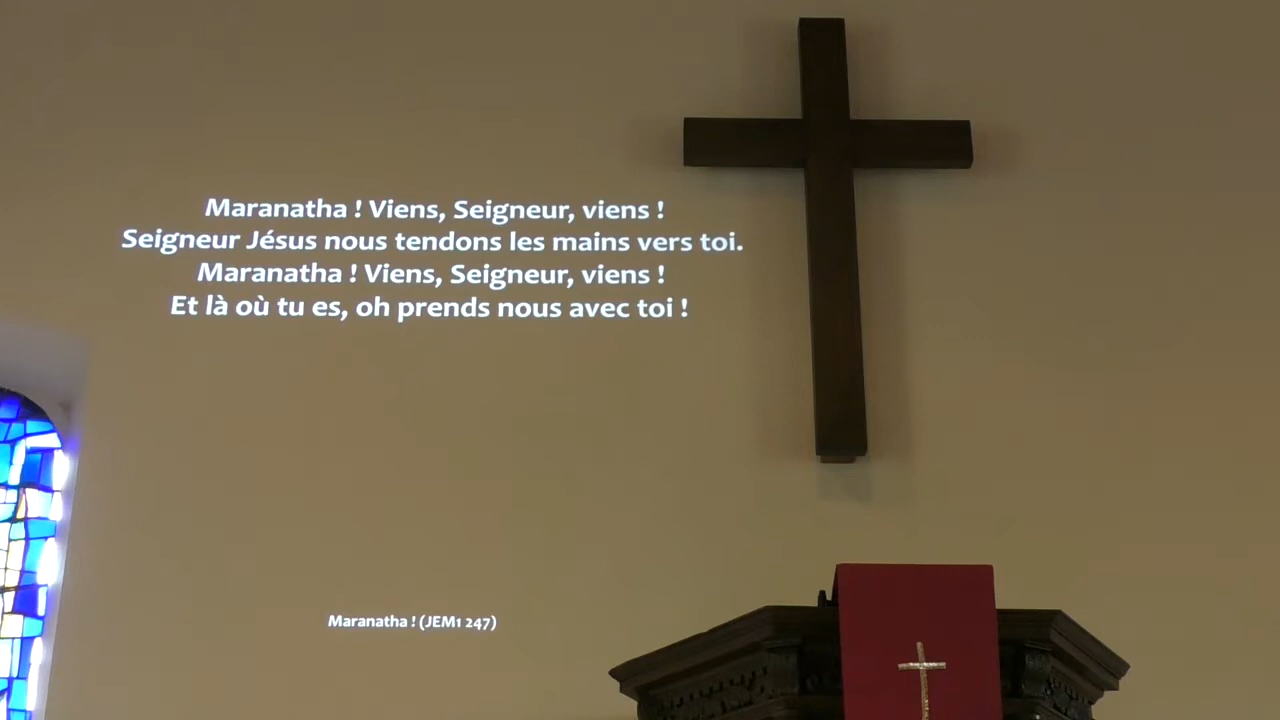 Maranatha ! Viens, Seigneur, viens !
Seigneur Jésus nous tendons les mains vers toi.
Maranatha ! Viens, Seigneur, viens !
Et là où tu es, oh prends nous avec toi !
Maranatha ! (JEM1 247)